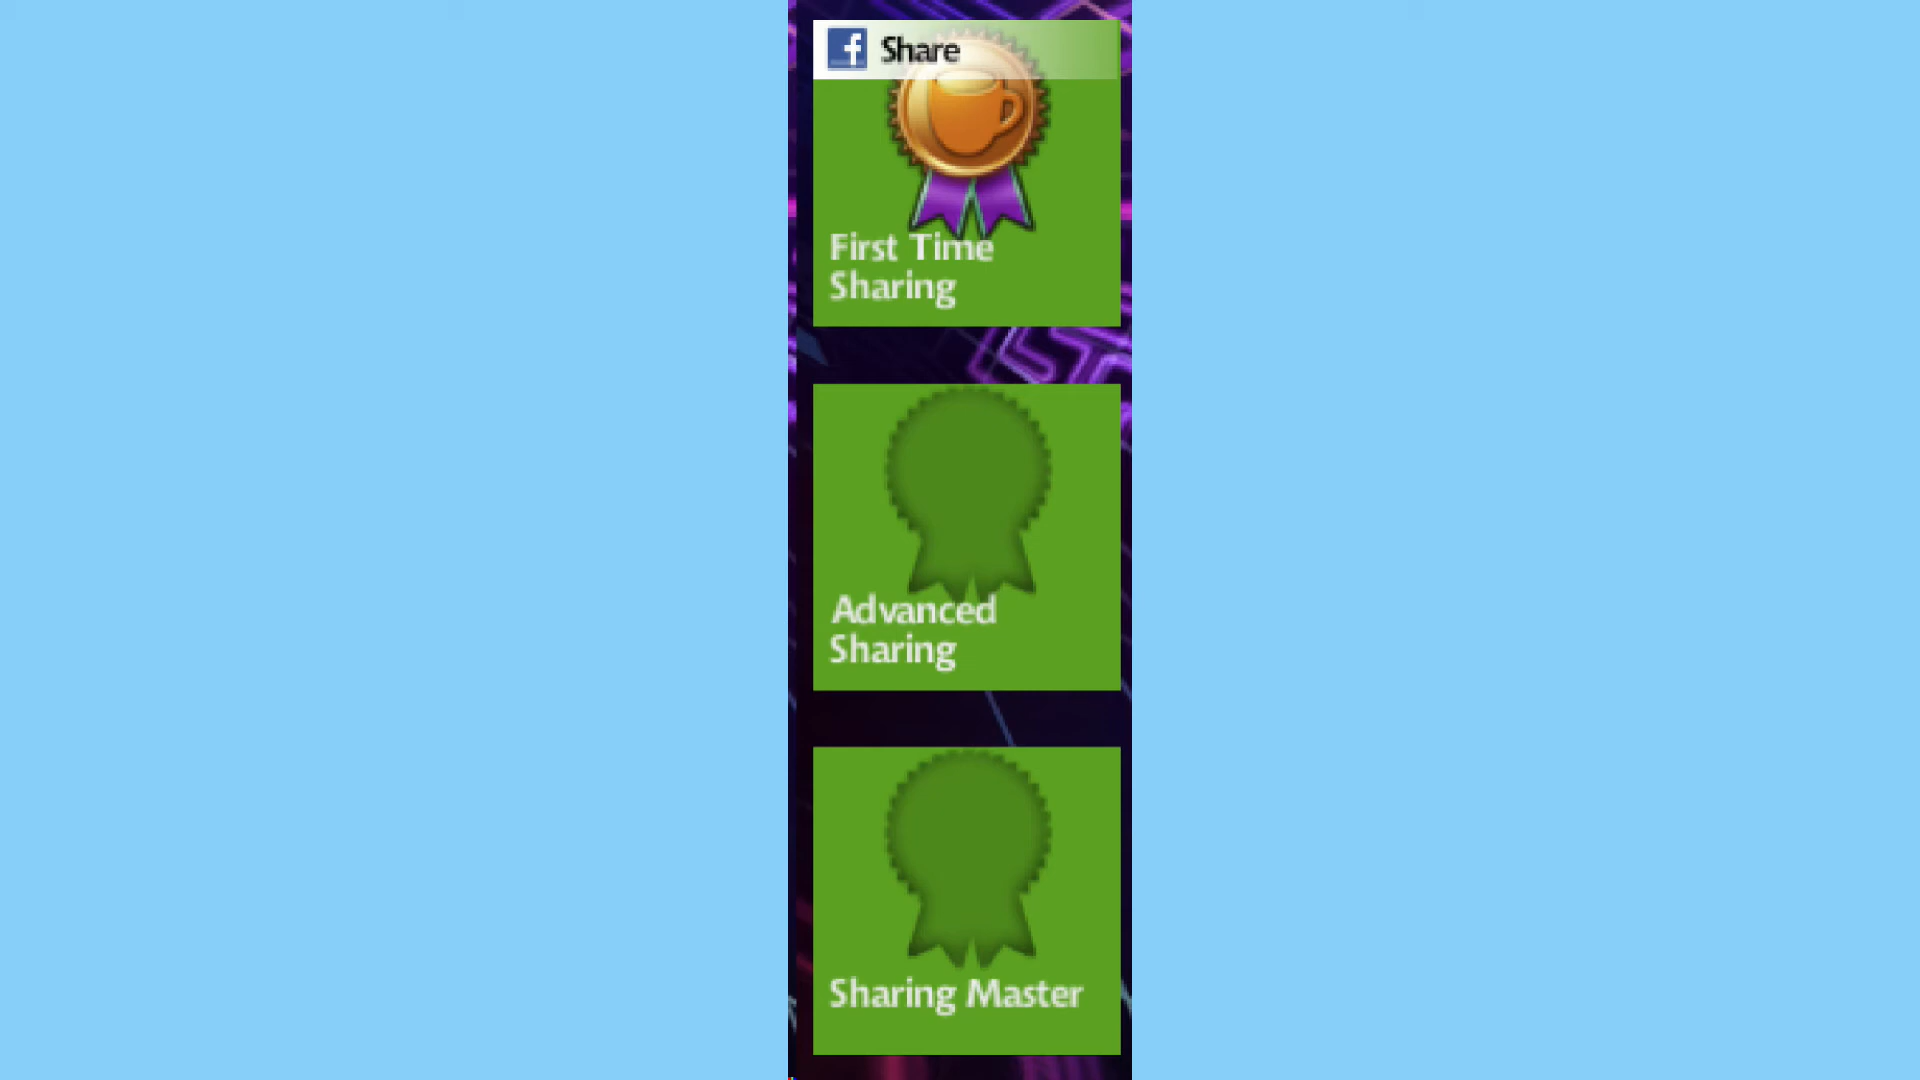 Share
First Time
Sharing
Advanced
Sharing
Sharing Master